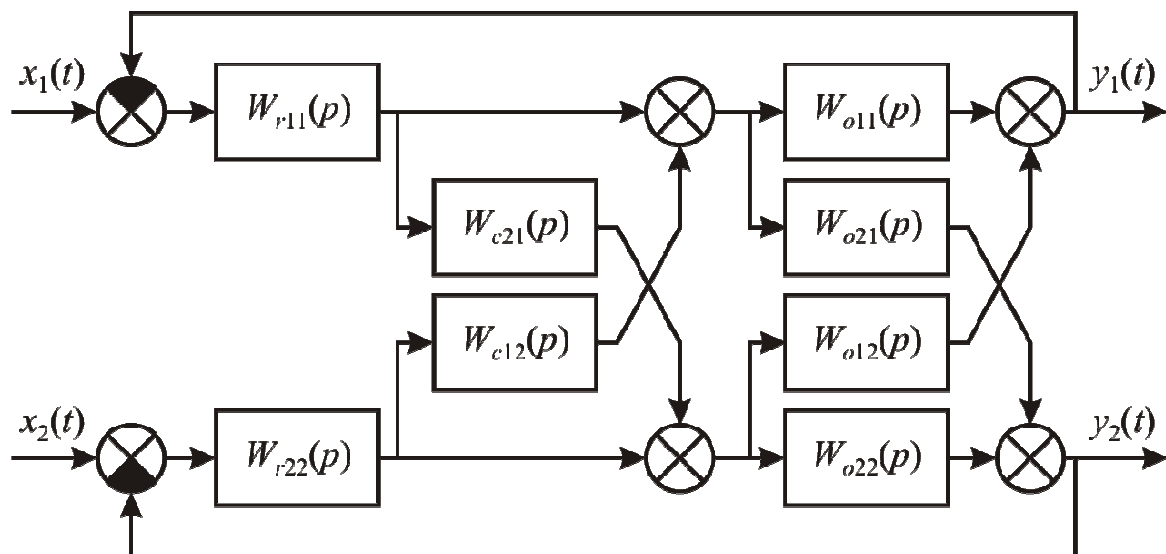 x1(t)
Wr11(p)
Wo11(p)
y1(t)
Wc21(p)
Wo21(p)
Wc12(p)
Wo12(p)
x2(t)
Wr22(p)
Wo22(p)
y2(t)